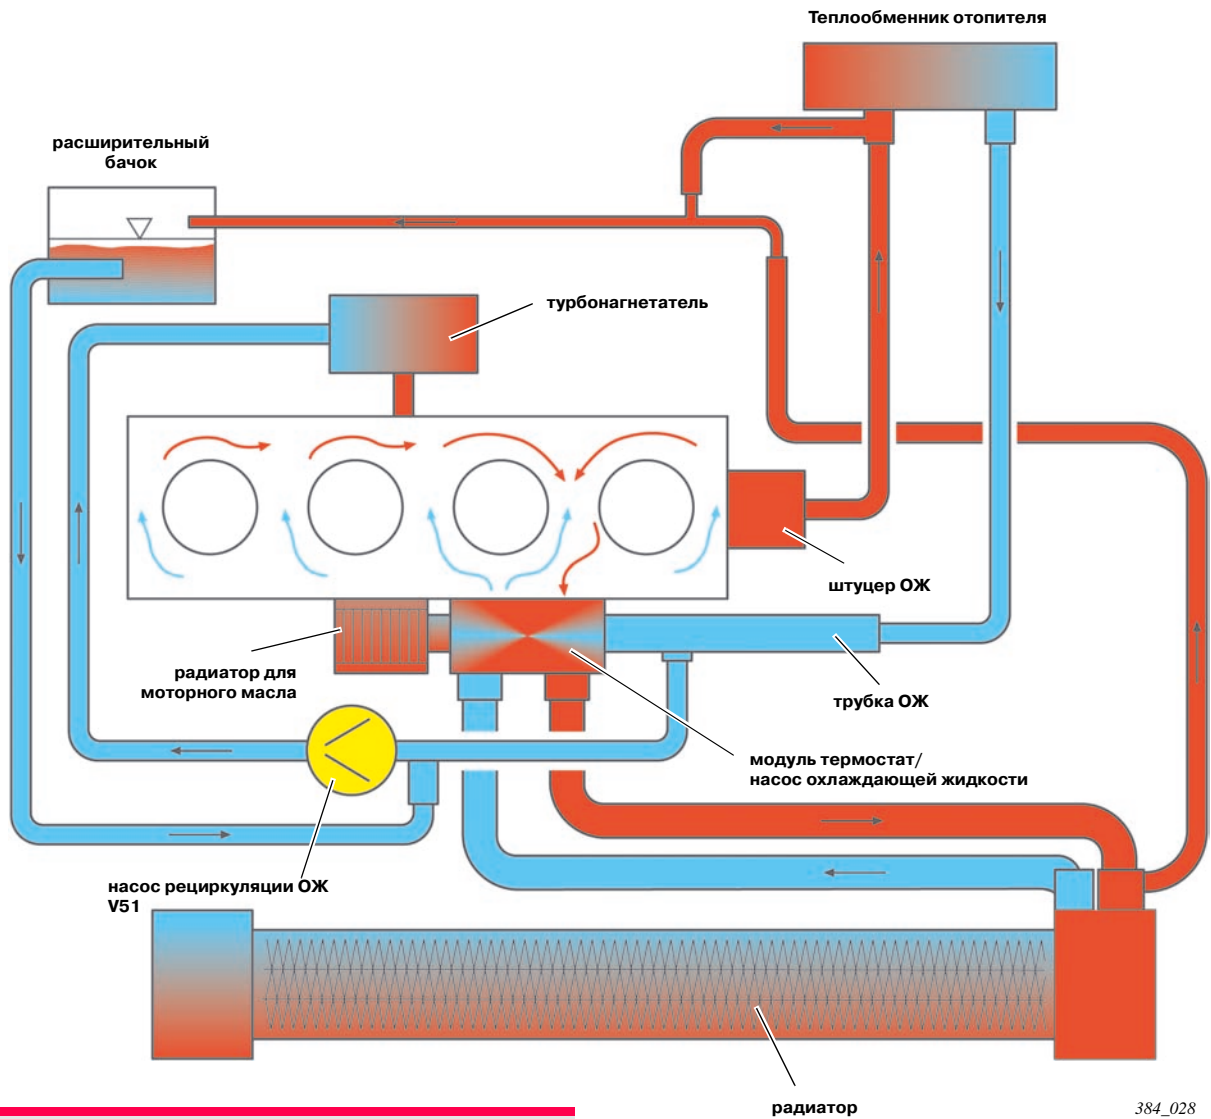 Теплообменник отопителя
расширительный
бачок
турбонагнетатель
штуцер ОЖ
радиатор для
моторного масла
трубка ОЖ
модуль термостат/
насос охлаждающей жидкости
насос рециркуляции ОЖ
V51
радиатор
384_028